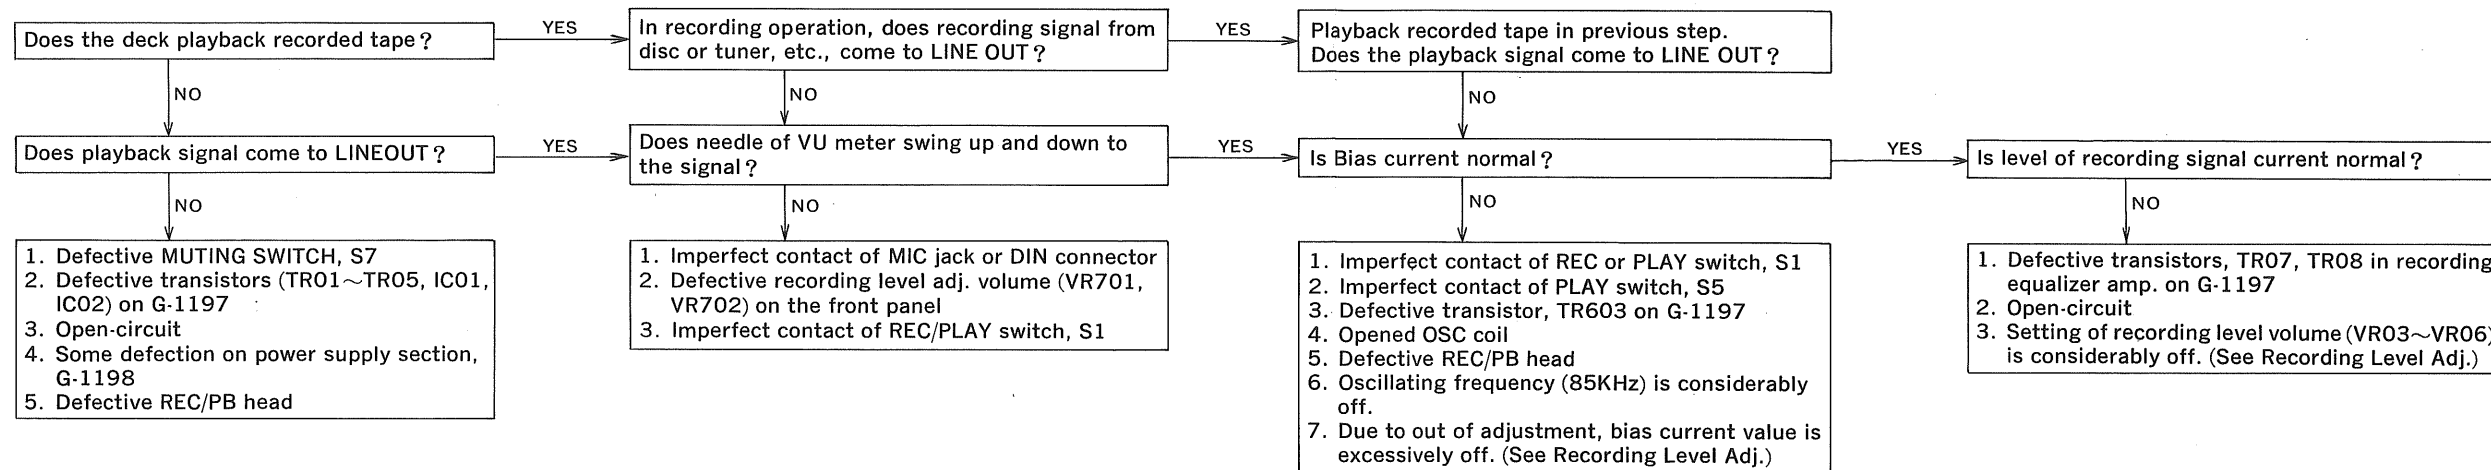 Does the deck playback recorded tape?
YES
In recording operation, does recording signal from
disc or tuner, etc., come to LINE OUT?
YES
Playback recorded tape in previous step.
Does the playback signal come to LINE OUT?
NO
NO
NO
Does playback signal come to LINEOUT?
YES
Does needle of VU meter swing up and down to
the signal?
YES
Is Bias current normal?
YES
Is level of recording signal current normal?
NO
NO
NO
NO
1. Defective MUTING SWITCH, S7
2. Defective transistors (TR01~TR05, IC01,
IC02) on G-1197
3. Open-circuit
4. Some defection on power supply section,
G-1198
5. Defective REC/PB head
1. Imperfect contact of MIC jack or DIN connector
2. Defective recording level adj. volume (VR701,
VR702) on the front panel
3. Imperfect contact of REC/PLAY switch, S1
1. Imperfect contact of REC or PLAY switch, S1
2. Imperfect contact of PLAY switch, S5
3. Defective transistor, TR603 on G-1197
4. Opened OSC coil
5. Defective REC/PB head
6. Oscillating frequency (85KHz) is considerably
off.
7. Due to out of adjustment, bias current value is
excessively off. (See Recording Level Adj.)
1. Defective transistors, TR07, TR08 in recording
equalizer amp. on G-1197
2. Open-circuit
3. Setting of recording level volume (VR03~VR06)
is considerably off. (See Recording Level Adj.)